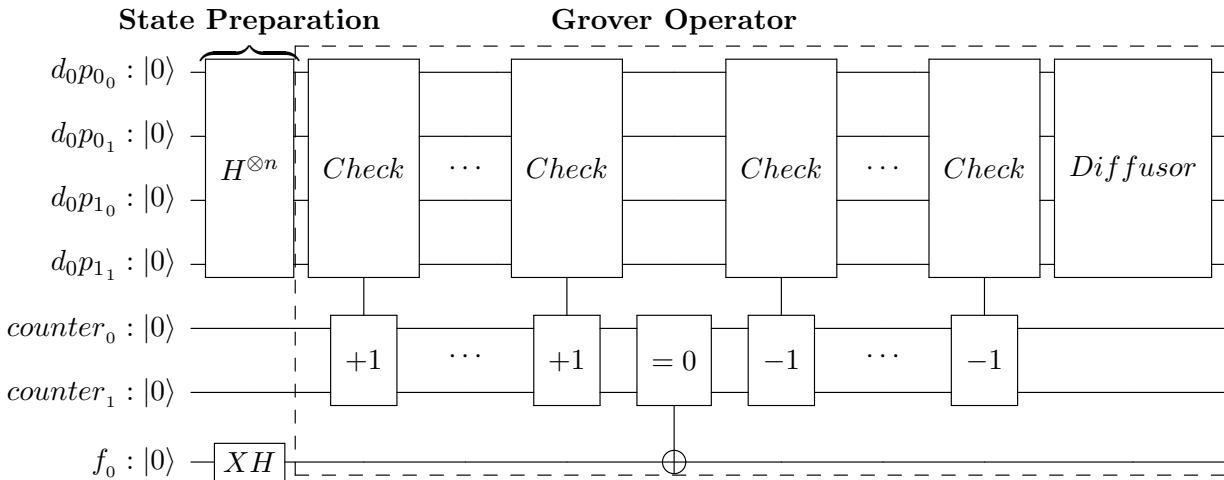 State Preparation Grover Operator
d₀p₀₀ : |0⟩
d₀p₀₁ : |0⟩
H⊗n Check ··· Check Check ··· Check Diffusor
d₀p₁₀ : |0⟩
d₀p₁₁ : |0⟩
counter₀ : |0⟩
+1 ··· +1 = 0 −1 ··· −1
counter₁ : |0⟩
f₀ : |0⟩ XH